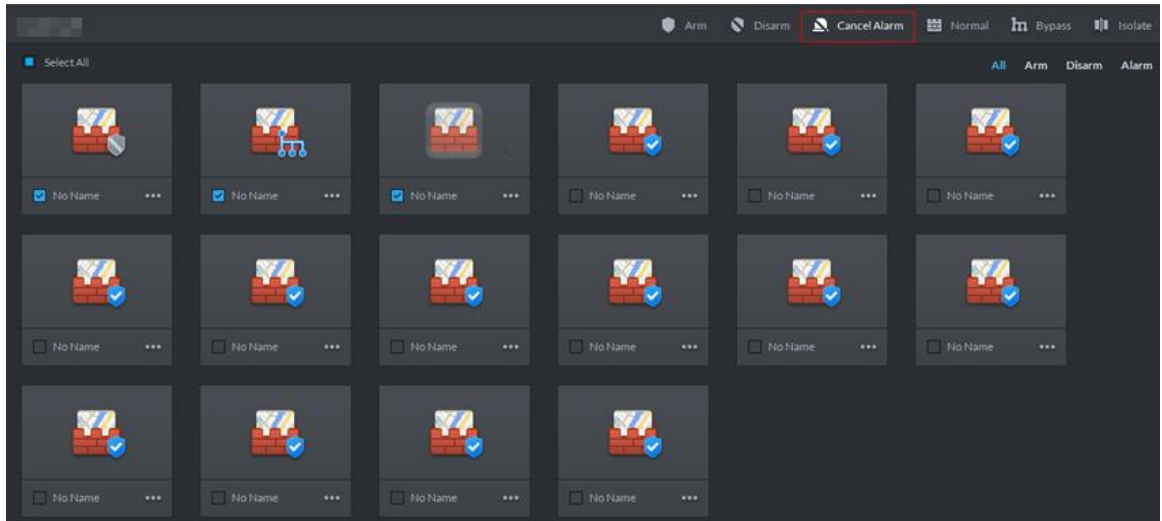 Arm Disarm Cancel Alarm Normal Bypass Isolate
Select All
All Arm Disarm Alarm
No Name ••• No Name ••• No Name ••• No Name ••• No Name ••• No Name •••
No Name ••• No Name ••• No Name ••• No Name ••• No Name ••• No Name •••
No Name ••• No Name ••• No Name ••• No Name •••